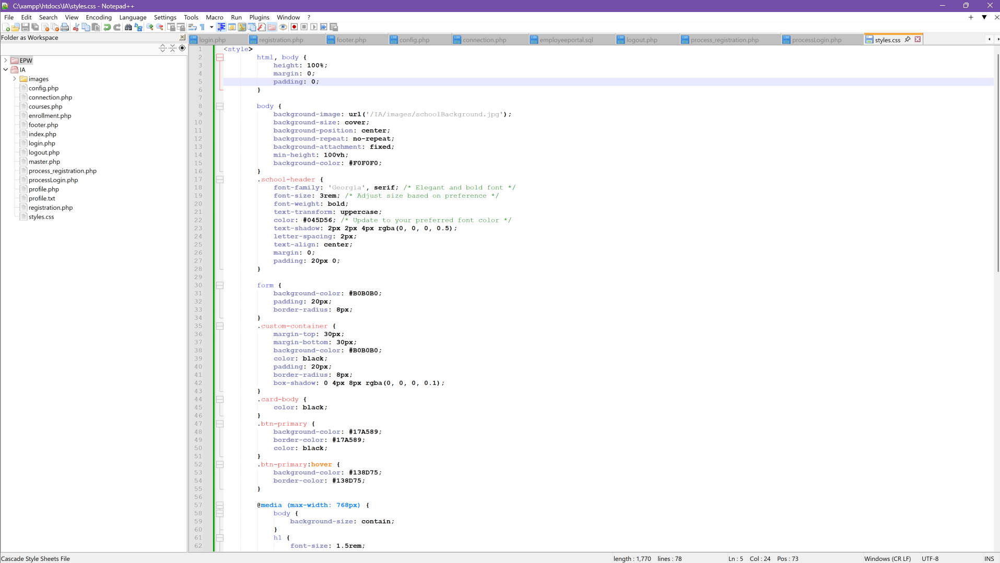 C:\xampp\htdocs\IA\styles.css - Notepad++
File Edit Search View Encoding Language Settings Tools Macro Run Plugins Window ?
Folder as Workspace
login.php registration.php footer.php config.php connection.php employeeportal.sql logout.php process_registration.php processLogin.php styles.css
EPW
IA
images
config.php
connection.php
courses.php
enrollment.php
footer.php
index.php
login.php
logout.php
master.php
process_registration.php
processLogin.php
profile.php
profile.txt
registration.php
styles.css
1 <style>
2 html, body {
3 height: 100%;
4 margin: 0;
5 padding: 0;
6 }
7
8 body {
9 background-image: url('/IA/images/schoolBackground.jpg');
10 background-size: cover;
11 background-position: center;
12 background-repeat: no-repeat;
13 background-attachment: fixed;
14 min-height: 100vh;
15 background-color: #F0F0F0;
16 }
17 .school-header {
18 font-family: 'Georgia', serif; /* Elegant and bold font */
19 font-size: 3rem; /* Adjust size based on preference */
20 font-weight: bold;
21 text-transform: uppercase;
22 color: #045D56; /* Update to your preferred font color */
23 text-shadow: 2px 2px 4px rgba(0, 0, 0, 0.5);
24 letter-spacing: 2px;
25 text-align: center;
26 margin: 0;
27 padding: 20px 0;
28 }
29
30 form {
31 background-color: #B0B0B0;
32 padding: 20px;
33 border-radius: 8px;
34 }
35 .custom-container {
36 margin-top: 30px;
37 margin-bottom: 30px;
38 background-color: #B0B0B0;
39 color: black;
40 padding: 20px;
41 border-radius: 8px;
42 box-shadow: 0 4px 8px rgba(0, 0, 0, 0.1);
43 }
44 .card-body {
45 color: black;
46 }
47 .btn-primary {
48 background-color: #17A589;
49 border-color: #17A589;
50 color: black;
51 }
52 .btn-primary:hover {
53 background-color: #138D75;
54 border-color: #138D75;
55 }
56
57 @media (max-width: 768px) {
58 body {
59 background-size: contain;
60 }
61 h1 {
62 font-size: 1.5rem;
Cascade Style Sheets File length : 1,770 lines : 78 Ln : 5 Col : 24 Pos : 73 Windows (CR LF) UTF-8 INS